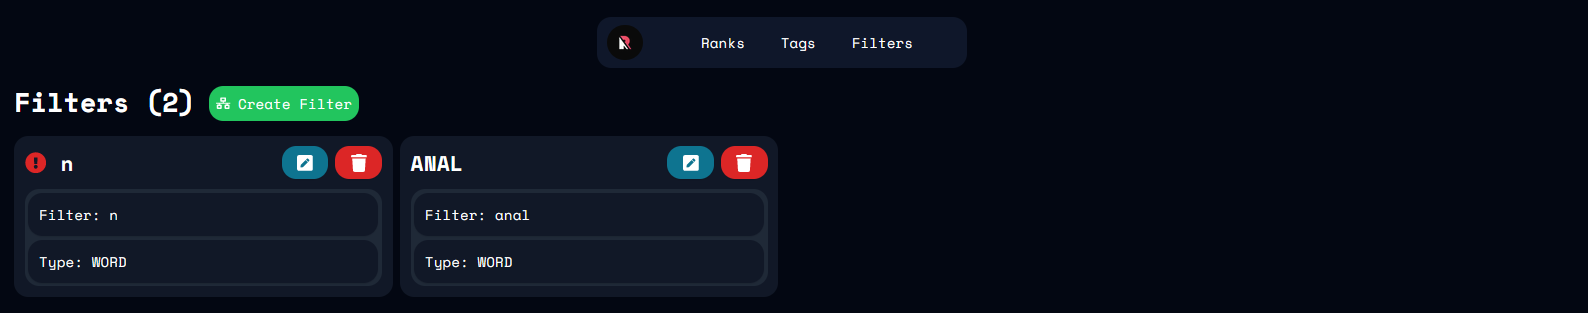 Ranks Tags Filters
Filters (2) Create Filter
n
Filter: n
Type: WORD
ANAL
Filter: anal
Type: WORD